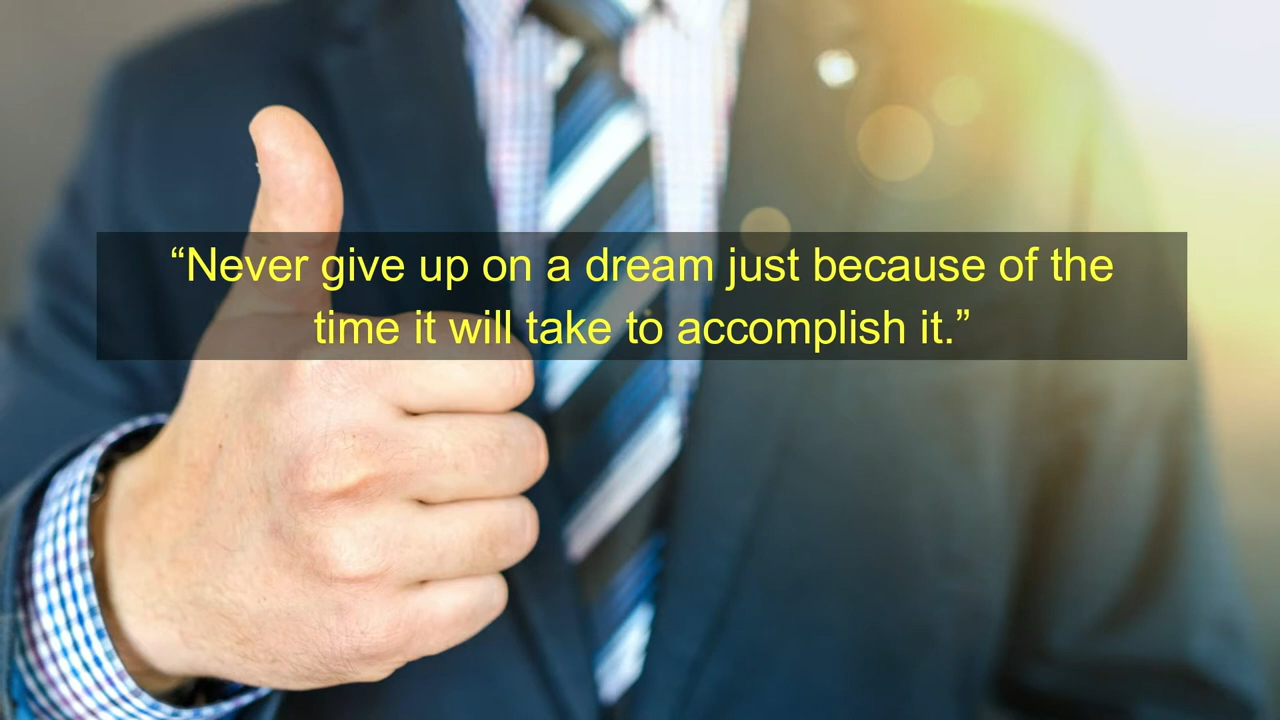 “Never give up on a dream just because of the
time it will take to accomplish it.”